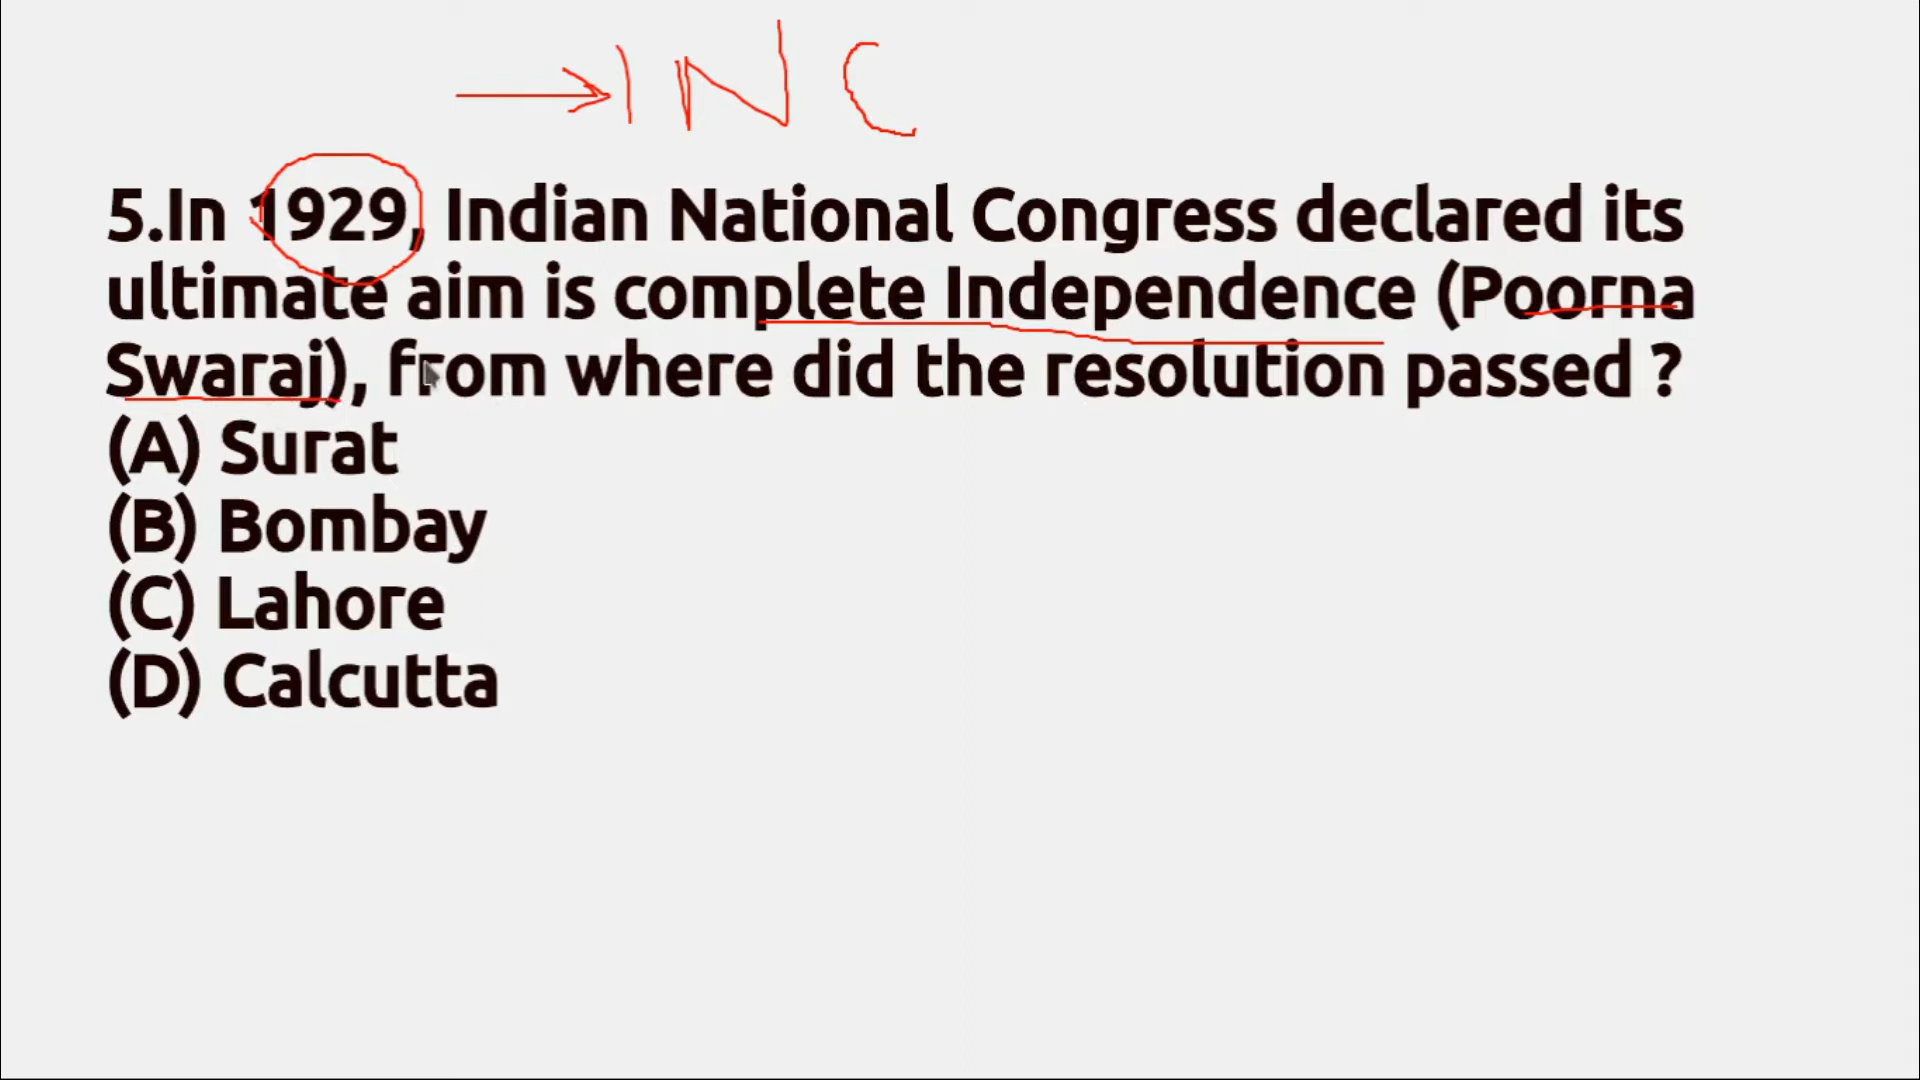 INC
5.In 1929, Indian National Congress declared its
ultimate aim is complete Independence (Poorna
Swaraj), from where did the resolution passed ?
(A) Surat
(B) Bombay
(C) Lahore
(D) Calcutta